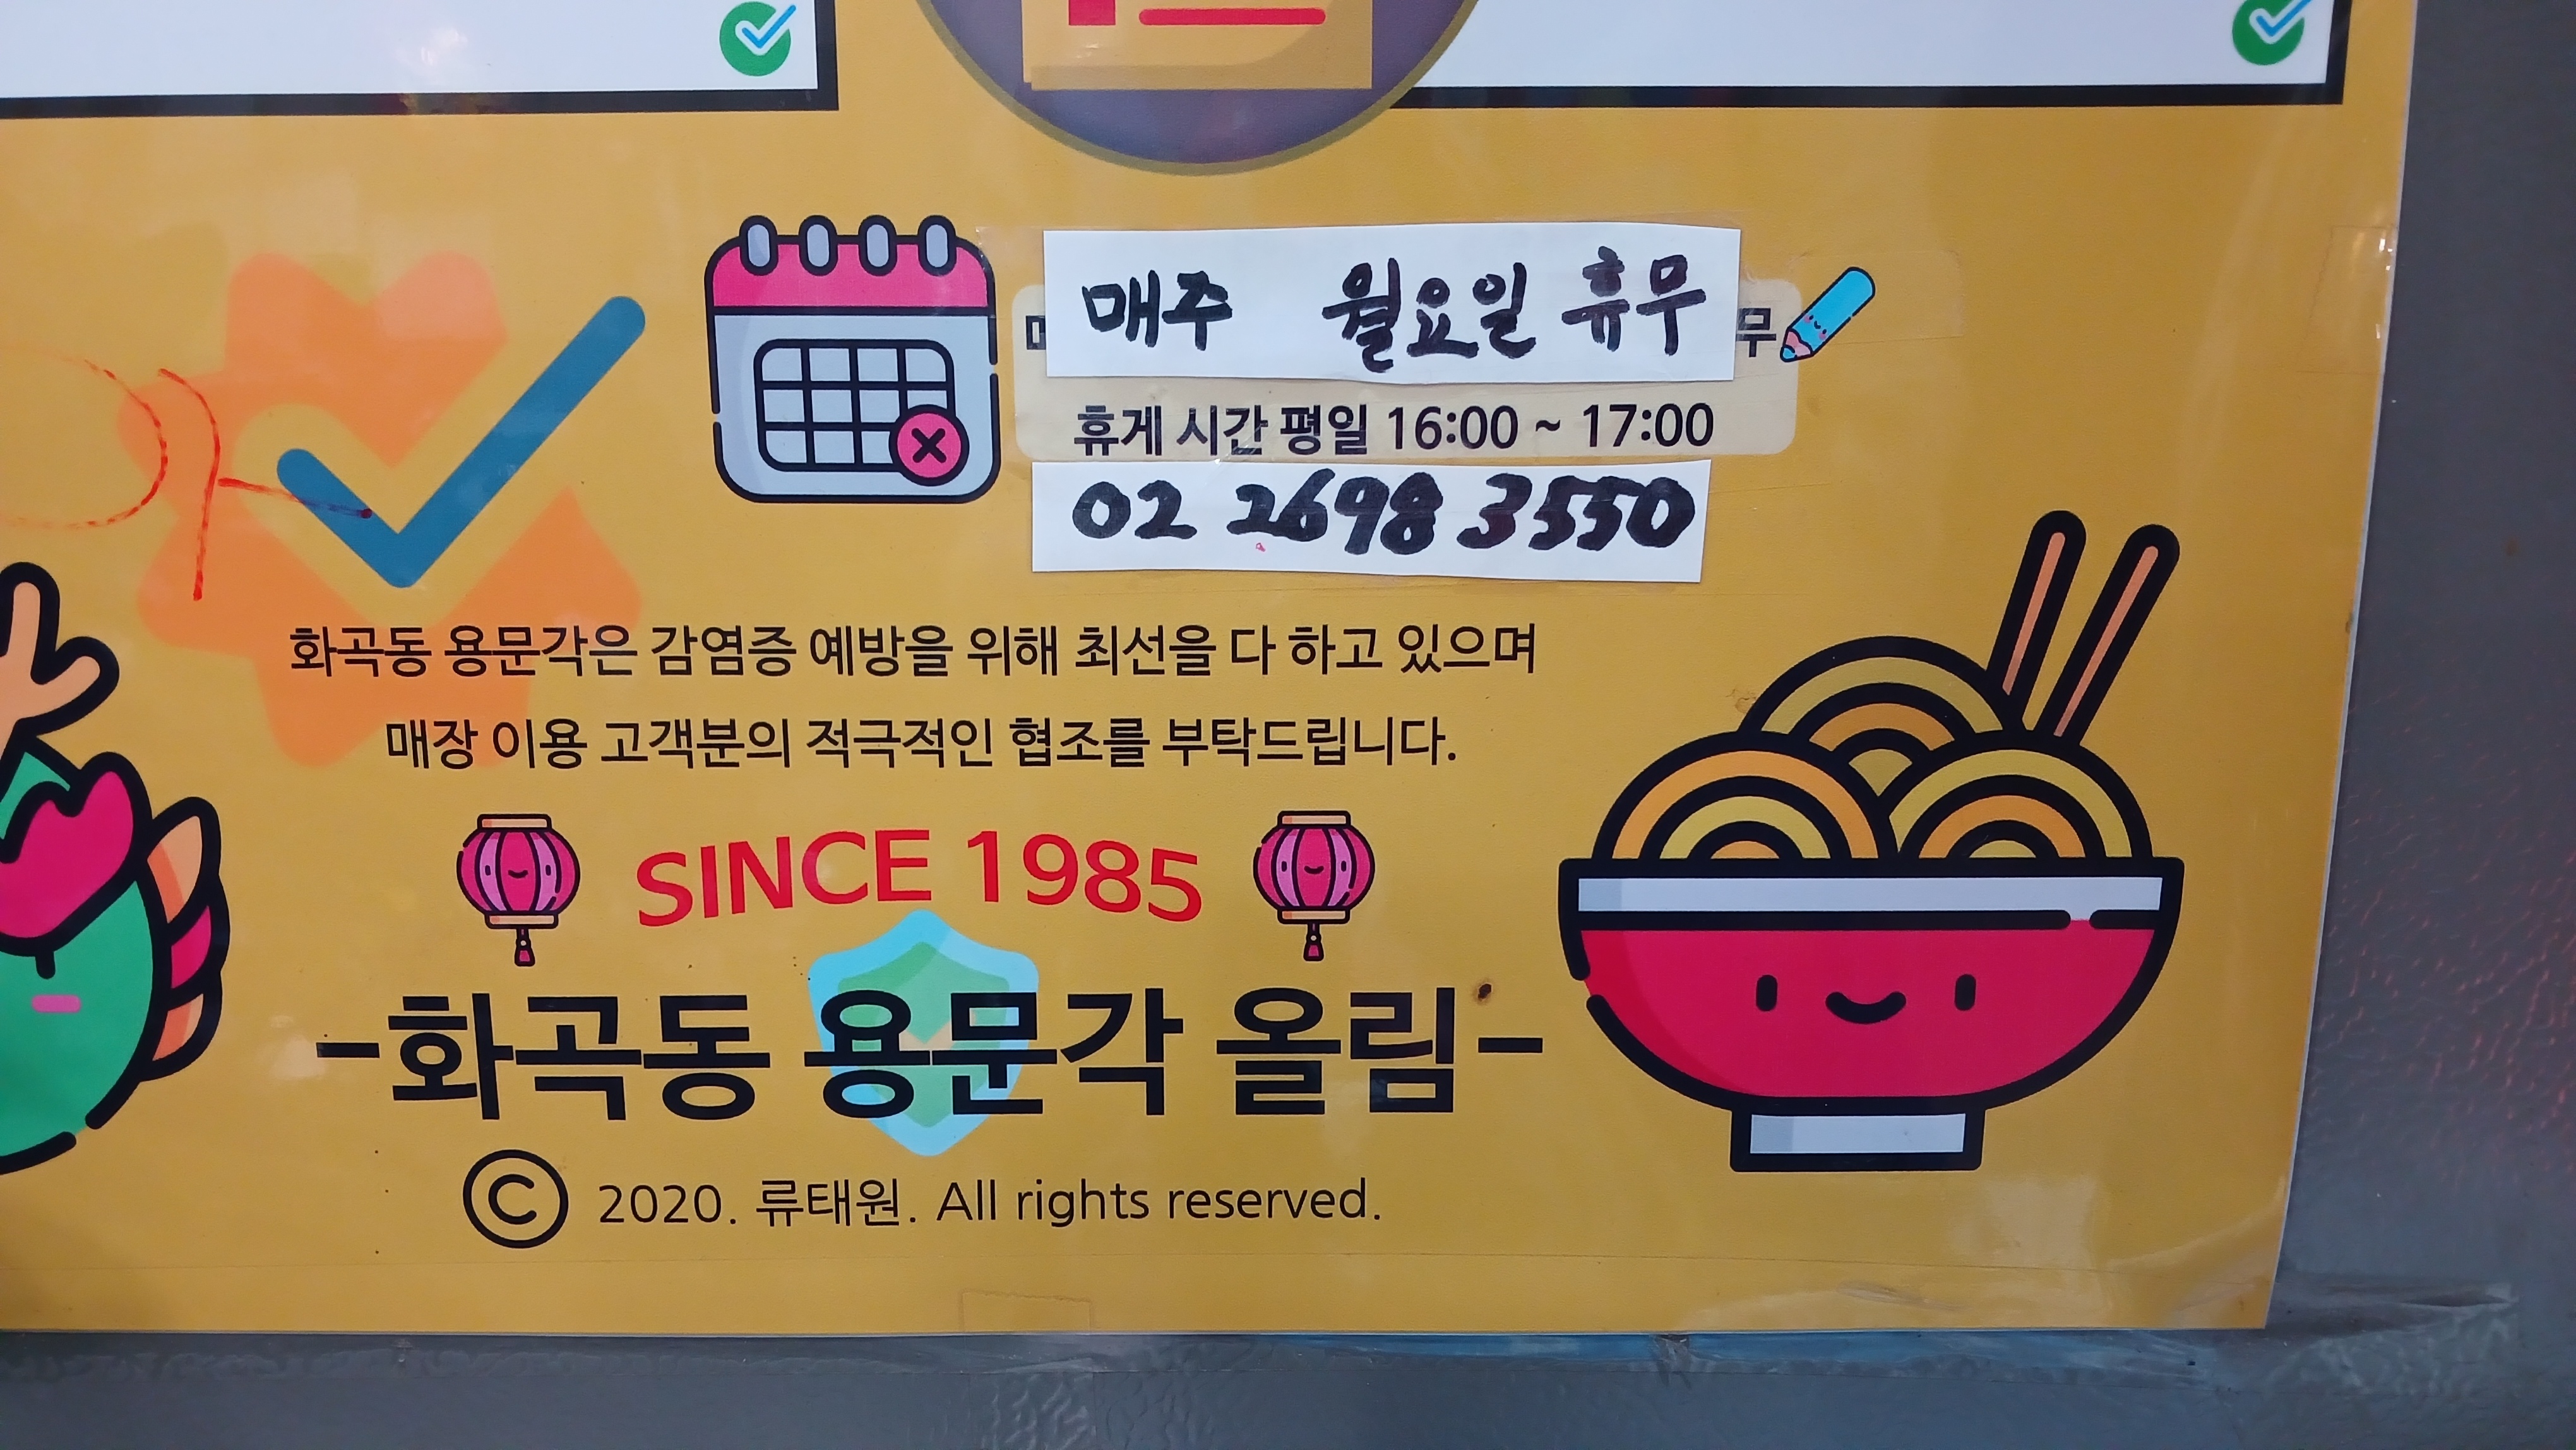 매주 월요일 휴무
무
휴게 시간 평일 16:00 ~ 17:00
02 2698 3550
화곡동 용문각은 감염증 예방을 위해 최선을 다 하고 있으며
매장 이용 고객분의 적극적인 협조를 부탁드립니다.
SINCE 1985
-화곡동 용문각 올림-
© 2020. 류태원. All rights reserved.